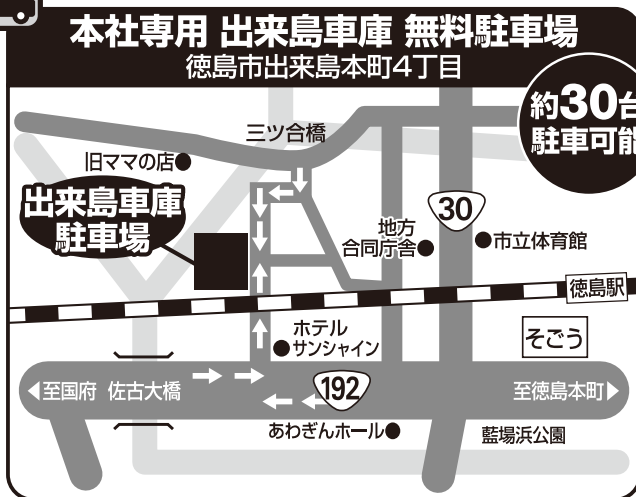 本社専用 出来島車庫 無料駐車場
徳島市出来島本町4丁目
約30台
駐車可能
三ツ合橋
旧ママの店
出来島車庫
駐車場
30
地方
合同庁舎
市立体育館
徳島駅
ホテル
サンシャイン
そごう
至国府
佐古大橋
192
至徳島本町
あわぎんホール
藍場浜公園